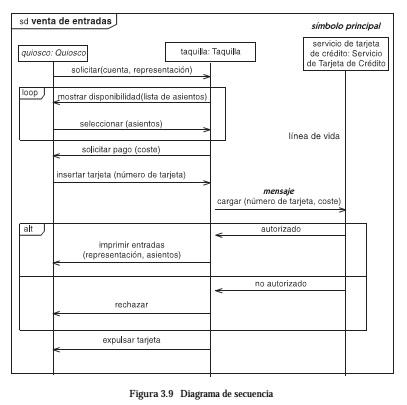 sd venta de entradas
símbolo principal
quiosco: Quiosco
taquilla: Taquilla
servicio de tarjeta
de crédito: Servicio
de Tarjeta de Crédito
solicitar(cuenta, representación)
loop
mostrar disponibilidad(lista de asientos)
seleccionar (asientos)
línea de vida
solicitar pago (coste)
insertar tarjeta (número de tarjeta)
mensaje
cargar (número de tarjeta, coste)
alt
autorizado
imprimir entradas
(representación, asientos)
no autorizado
rechazar
expulsar tarjeta
Figura 3.9 Diagrama de secuencia